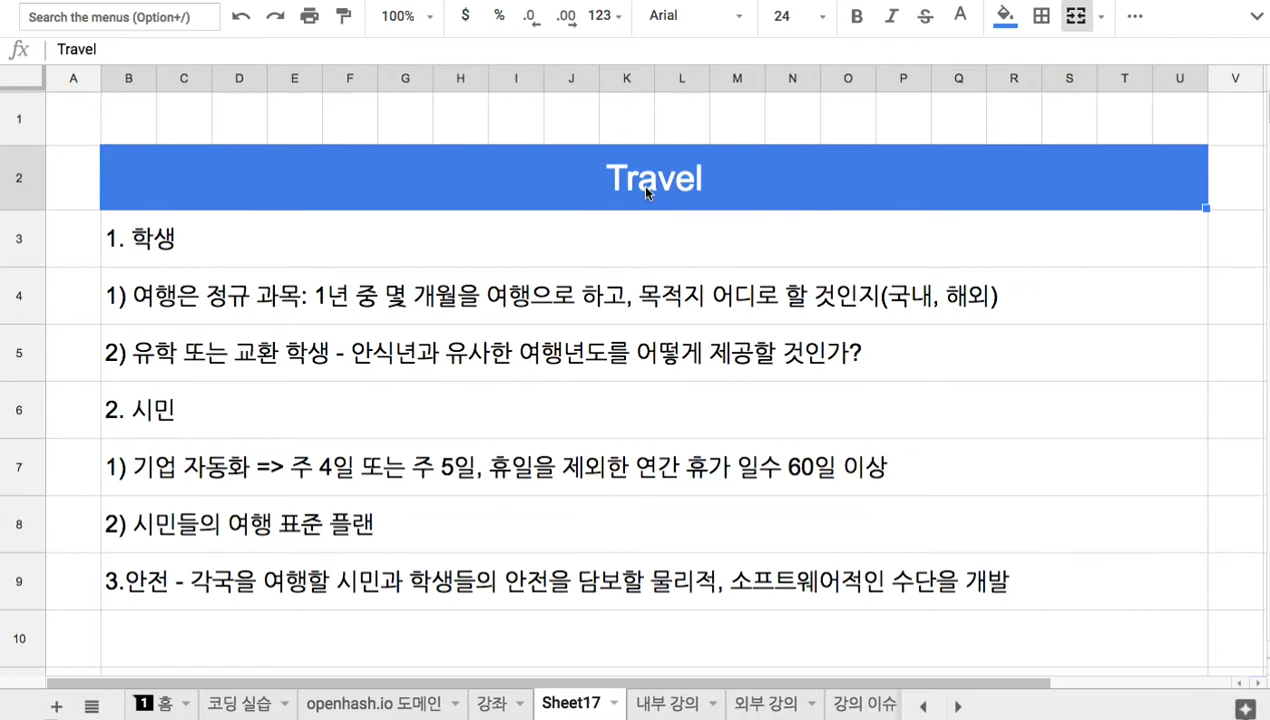 Search the menus (Option+/)
100%
$ % .0 .00 123
Arial
24
B I S A
fx Travel
A B C D E F G H I J K L M N O P Q R S T U V
1
2 Travel
3 1. 학생
4 1) 여행은 정규 과목: 1년 중 몇 개월을 여행으로 하고, 목적지 어디로 할 것인지(국내, 해외)
5 2) 유학 또는 교환 학생 - 안식년과 유사한 여행년도를 어떻게 제공할 것인가?
6 2. 시민
7 1) 기업 자동화 => 주 4일 또는 주 5일, 휴일을 제외한 연간 휴가 일수 60일 이상
8 2) 시민들의 여행 표준 플랜
9 3.안전 - 각국을 여행할 시민과 학생들의 안전을 담보할 물리적, 소프트웨어적인 수단을 개발
10
1 홈 코딩 실습 openhash.io 도메인 강좌 Sheet17 내부 강의 외부 강의 강의 이슈